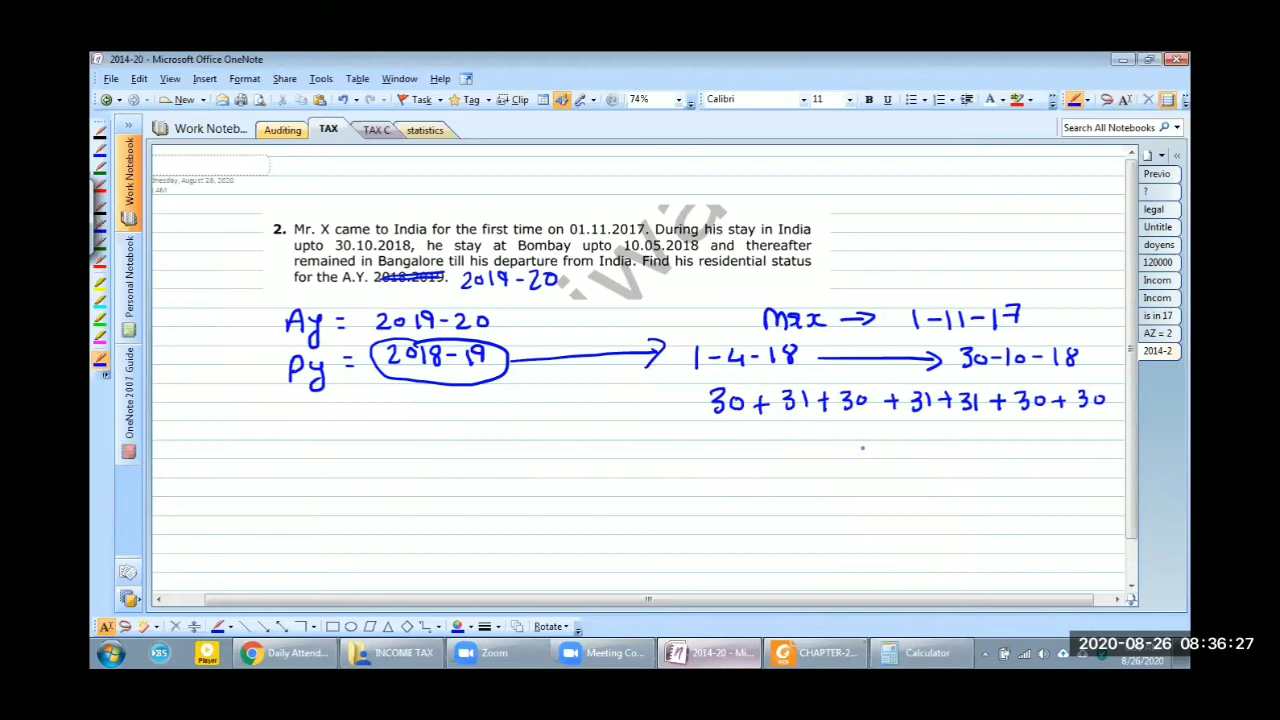 2014-20 - Microsoft Office OneNote
File Edit View Insert Format Share Tools Table Window Help
New Task Tag Clip 74% Calibri 11 B U A
Work Noteb... Auditing TAX TAX C statistics
Search All Notebooks
Work Notebook
Personal Notebook
OneNote 2007 Guide
nesday, August 26, 2020
AM
2. Mr. X came to India for the first time on 01.11.2017. During his stay in India
upto 30.10.2018, he stay at Bombay upto 10.05.2018 and thereafter
remained in Bangalore till his departure from India. Find his residential status
for the A.Y. 2018.2019. 2019-20
Ay = 2019-20
Py = 2018-19
Mr x → 1-11-17
1-4-18 → 30-10-18
30 + 31 + 30 + 31 + 31 + 30 + 30
Previo
?
legal
Untitle
doyens
120000
Incom
Incom
is in 17
AZ = 2
2014-2
Rotate
Player
Daily Attend... INCOME TAX Zoom Meeting Co... 2014-20 - Mi... CHAPTER-2... Calculator
2020-08-26 08:36:27
8/26/2020